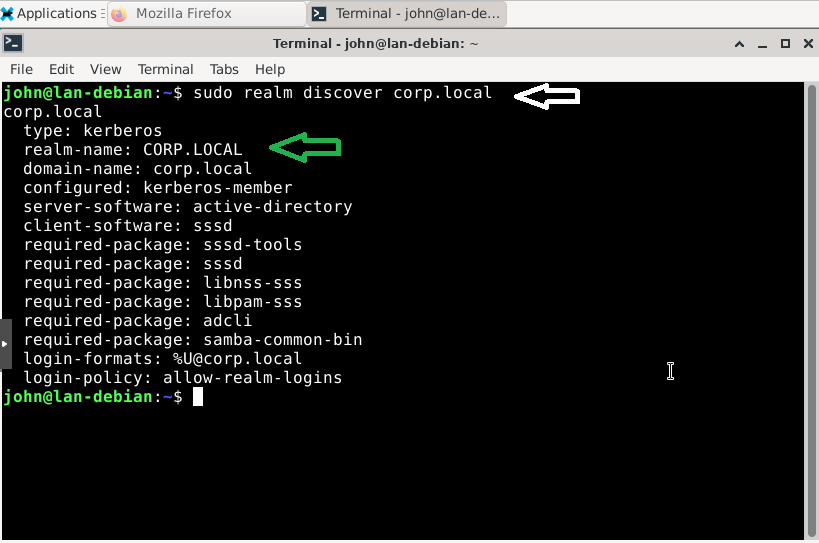 Applications
Mozilla Firefox
Terminal - john@lan-de...
Terminal - john@lan-debian: ~
File Edit View Terminal Tabs Help
john@lan-debian:~$ sudo realm discover corp.local
corp.local
  type: kerberos
  realm-name: CORP.LOCAL
  domain-name: corp.local
  configured: kerberos-member
  server-software: active-directory
  client-software: sssd
  required-package: sssd-tools
  required-package: sssd
  required-package: libnss-sss
  required-package: libpam-sss
  required-package: adcli
  required-package: samba-common-bin
  login-formats: %U@corp.local
  login-policy: allow-realm-logins
john@lan-debian:~$